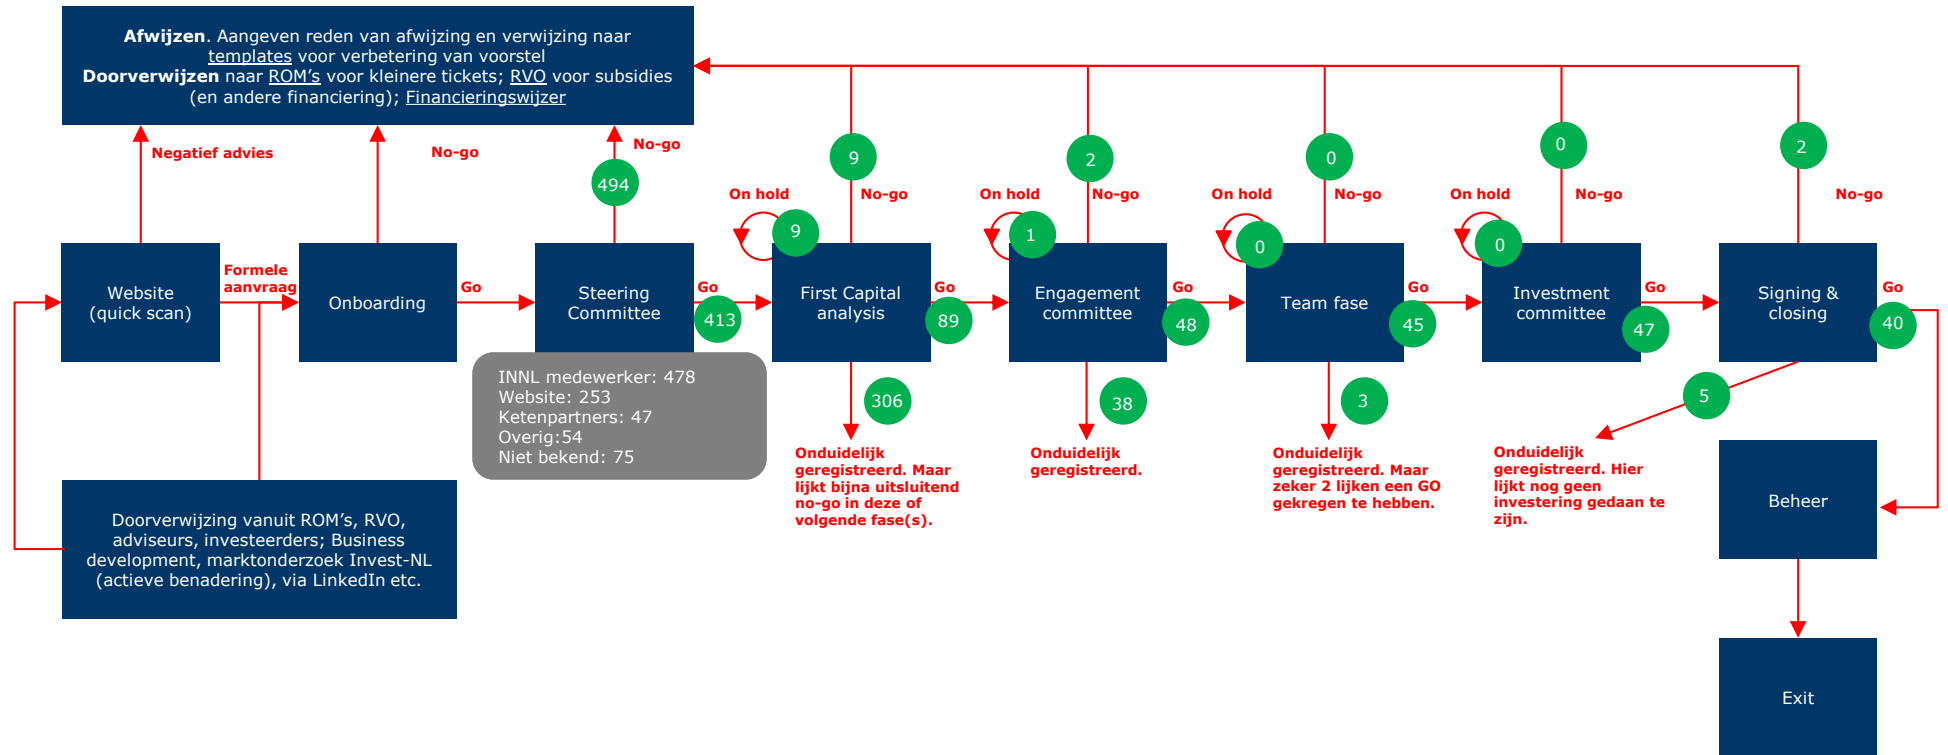 Afwijzen. Aangeven reden van afwijzing en verwijzing naar
templates voor verbetering van voorstel
Doorverwijzen naar ROM’s voor kleinere tickets; RVO voor subsidies
(en andere financiering); Financieringswijzer
Negatief advies
No-go
No-go
494
9
2
0
0
2
On hold
No-go
On hold
No-go
On hold
No-go
On hold
No-go
No-go
9
1
0
0
Website
(quick scan)
Formele
aanvraag
Onboarding
Go
Steering
Committee
Go
413
First Capital
analysis
Go
89
Engagement
committee
Go
48
Team fase
Go
45
Investment
committee
Go
47
Signing &
closing
Go
40
INNL medewerker: 478
Website: 253
Ketenpartners: 47
Overig:54
Niet bekend: 75
306
38
3
5
Onduidelijk
geregistreerd. Maar
lijkt bijna uitsluitend
no-go in deze of
volgende fase(s).
Onduidelijk
geregistreerd.
Onduidelijk
geregistreerd. Maar
zeker 2 lijken een GO
gekregen te hebben.
Onduidelijk
geregistreerd. Hier
lijkt nog geen
investering gedaan te
zijn.
Beheer
Doorverwijzing vanuit ROM’s, RVO,
adviseurs, investeerders; Business
development, marktonderzoek Invest-NL
(actieve benadering), via LinkedIn etc.
Exit